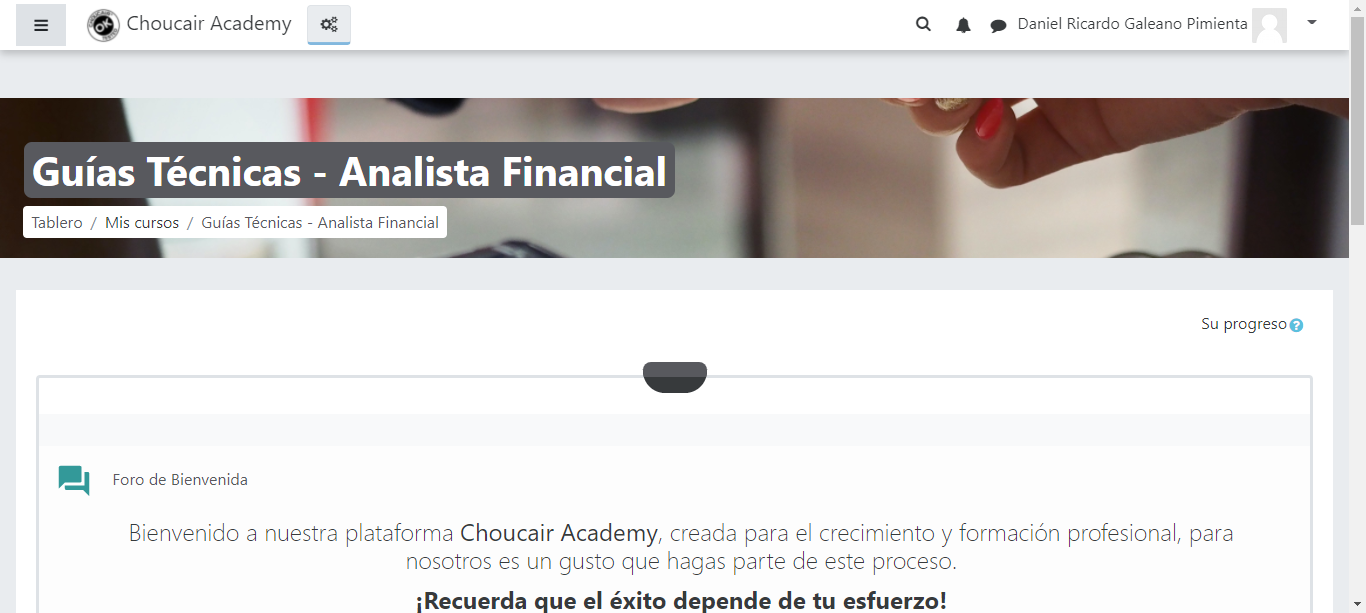 Choucair Academy
Daniel Ricardo Galeano Pimienta
Guías Técnicas - Analista Financial
Tablero / Mis cursos / Guías Técnicas - Analista Financial
Su progreso
Foro de Bienvenida
Bienvenido a nuestra plataforma Choucair Academy, creada para el crecimiento y formación profesional, para
nosotros es un gusto que hagas parte de este proceso.
¡Recuerda que el éxito depende de tu esfuerzo!